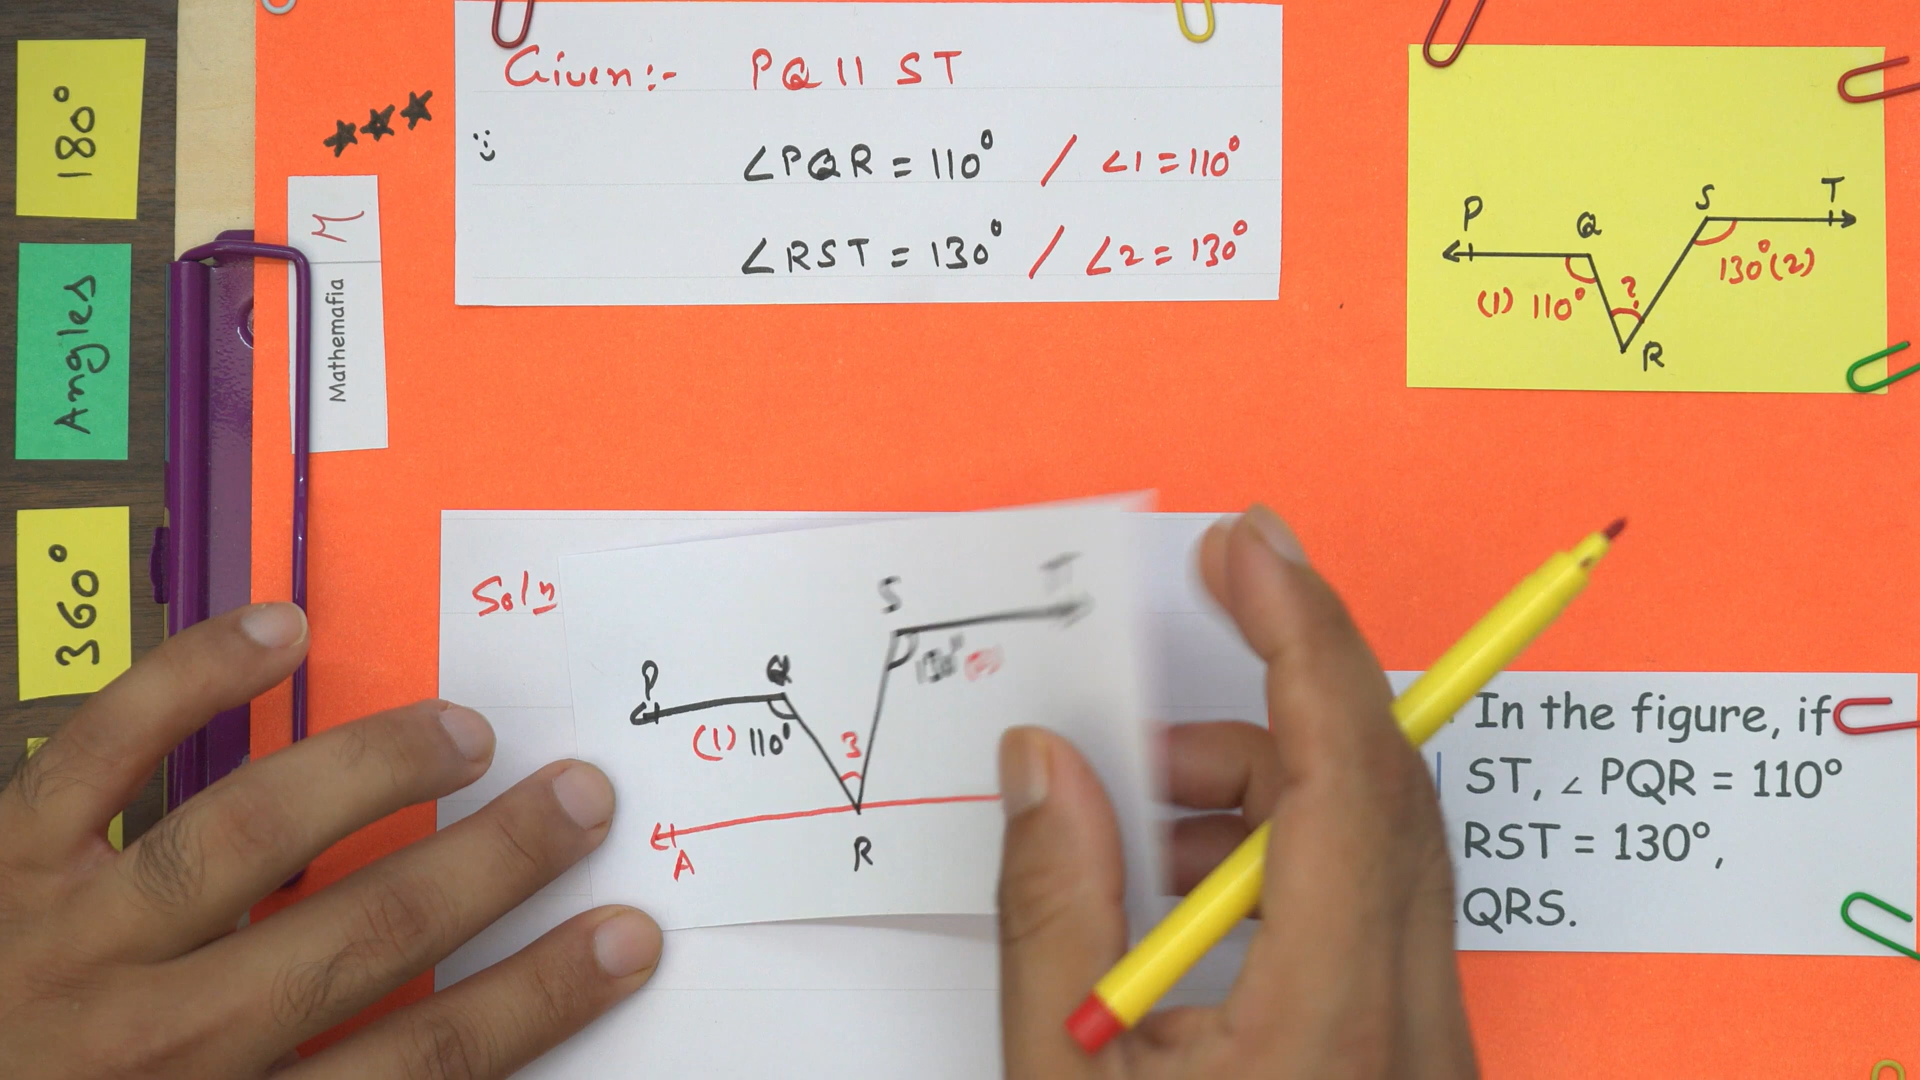 180°
Angles
360°
M
Mathemafia
Given:- PQ || ST
∠PQR = 110° / ∠1 = 110°
∠RST = 130° / ∠2 = 130°
P Q S T
(1) 110° ? 130°(2)
R
Soln
S T
P Q 130°
(1) 110° 3
A R
In the figure, if
ST, ∠ PQR = 110°
RST = 130°,
QRS.